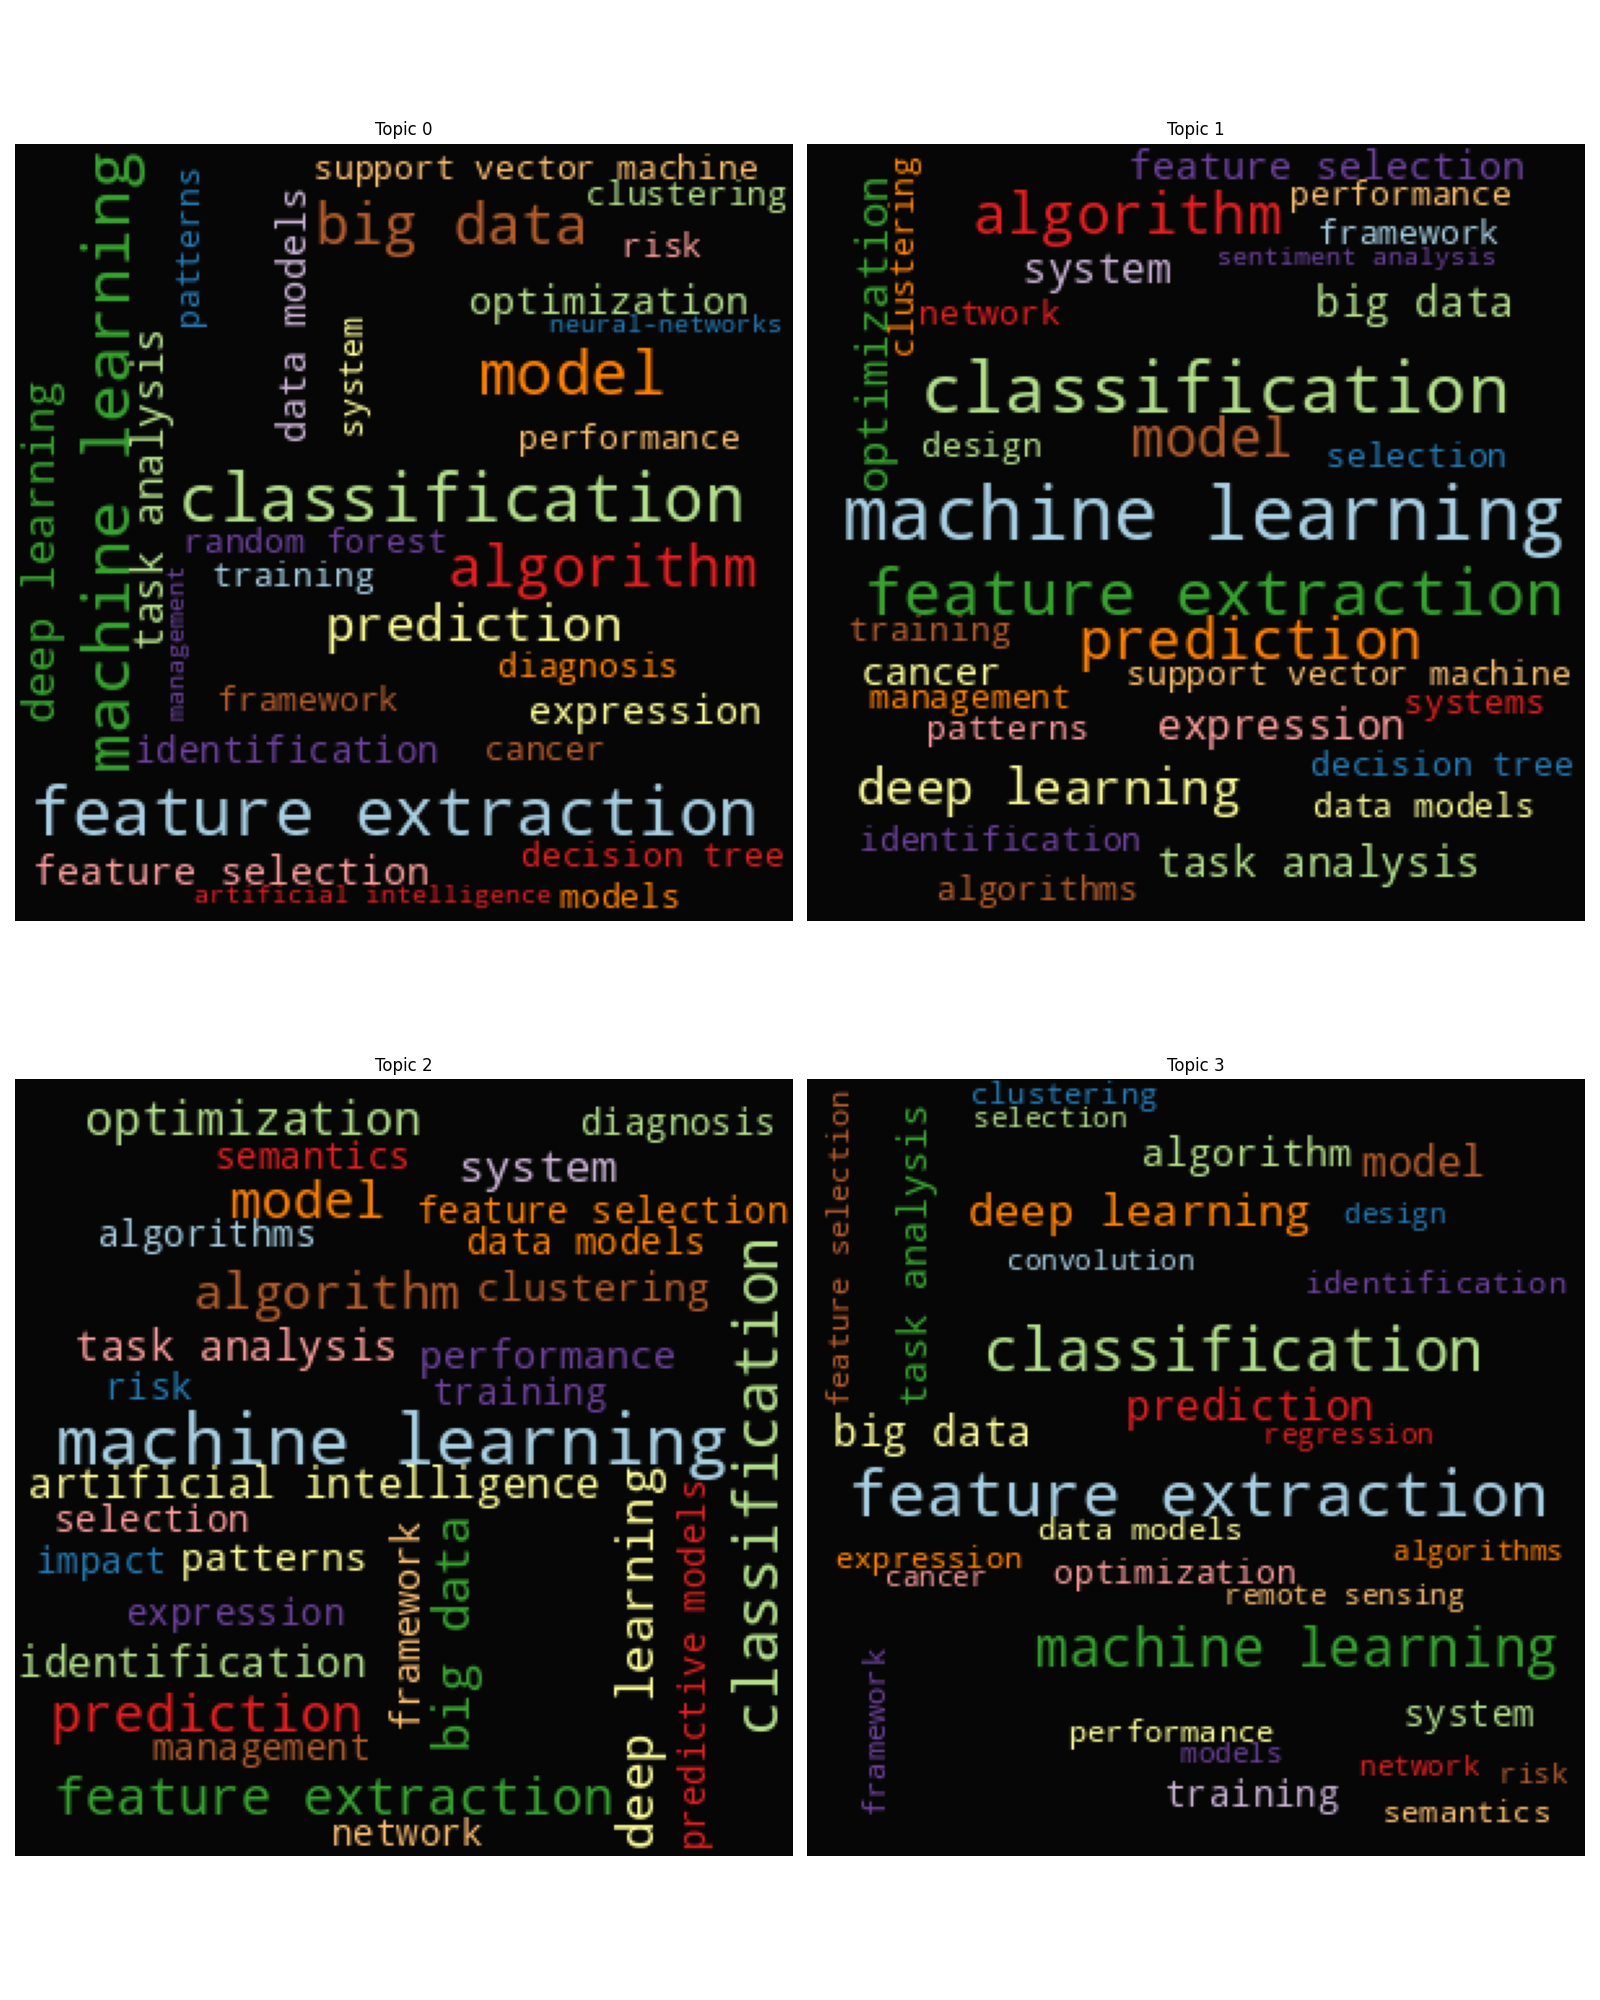 Topic 0
support vector machine
clustering
patterns
machine learning
data models
big data
risk
optimization
neural-networks
system
task analysis
model
deep learning
performance
classification
random forest
algorithm
training
management
prediction
diagnosis
framework
expression
identification
cancer
feature extraction
feature selection
decision tree
artificial intelligence
models
Topic 1
feature selection
clustering
optimization
algorithm
performance
framework
system
sentiment analysis
network
big data
classification
design
model
selection
machine learning
feature extraction
training
prediction
cancer
support vector machine
management
systems
patterns
expression
decision tree
deep learning
data models
identification
task analysis
algorithms
Topic 2
optimization
diagnosis
semantics
system
model
feature selection
algorithms
data models
classification
algorithm
clustering
task analysis
performance
risk
training
machine learning
artificial intelligence
deep learning
predictive models
selection
framework
big data
impact
patterns
expression
identification
prediction
management
feature extraction
network
Topic 3
clustering
selection
feature selection
task analysis
algorithm
model
deep learning
design
convolution
identification
classification
prediction
big data
regression
feature extraction
data models
expression
algorithms
cancer
optimization
remote sensing
machine learning
framework
system
performance
models
network
risk
training
semantics